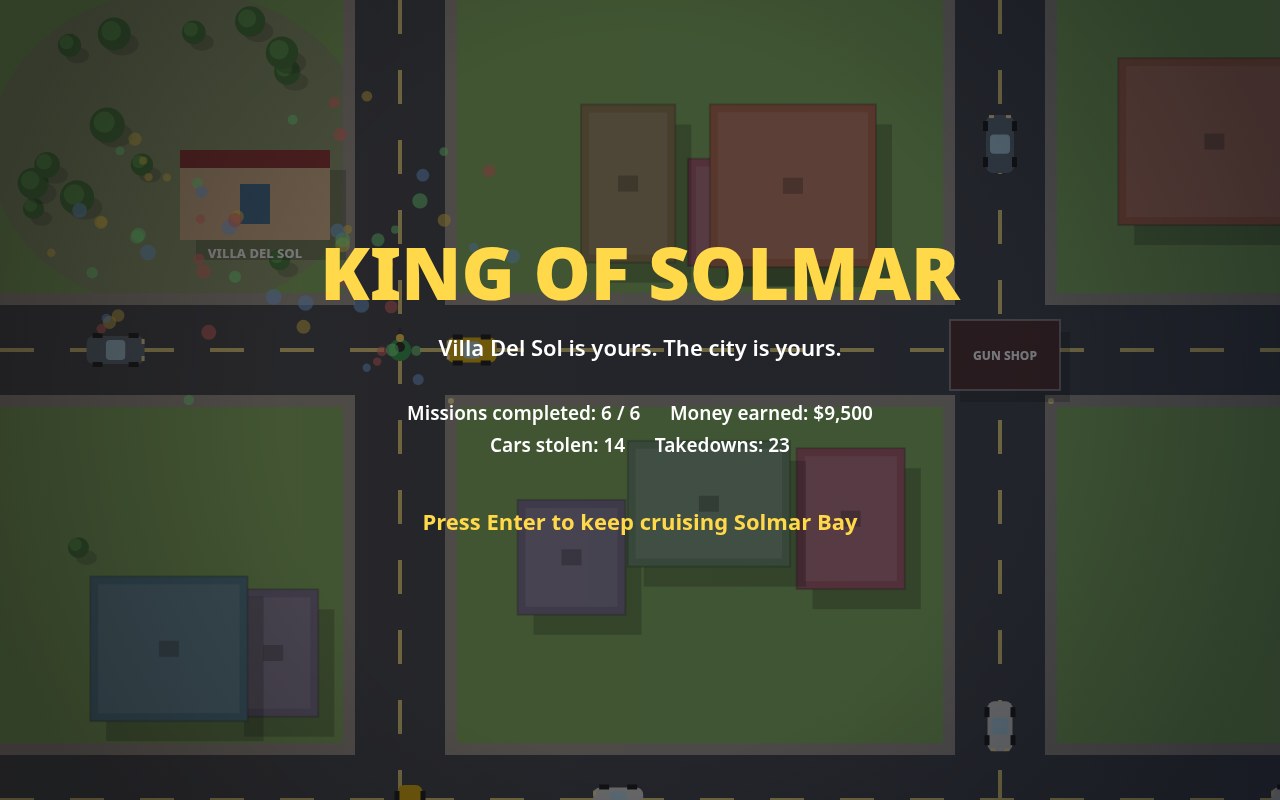 VILLA DEL SOL
KING OF SOLMAR
Villa Del Sol is yours. The city is yours.
GUN SHOP
Missions completed: 6 / 6 Money earned: $9,500
Cars stolen: 14 Takedowns: 23
Press Enter to keep cruising Solmar Bay